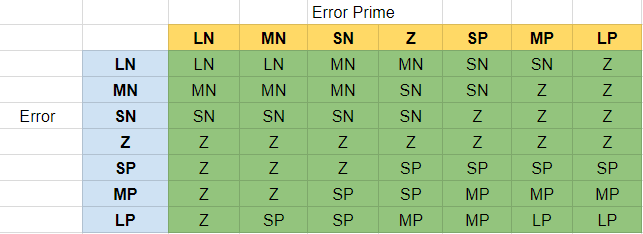 Error Prime
LN MN SN Z SP MP LP
LN LN LN MN MN SN SN Z
MN MN MN MN SN SN Z Z
Error SN SN SN SN SN Z Z Z
Z Z Z Z Z Z Z Z
SP Z Z Z SP SP SP SP
MP Z Z SP SP MP MP MP
LP Z SP SP MP MP LP LP